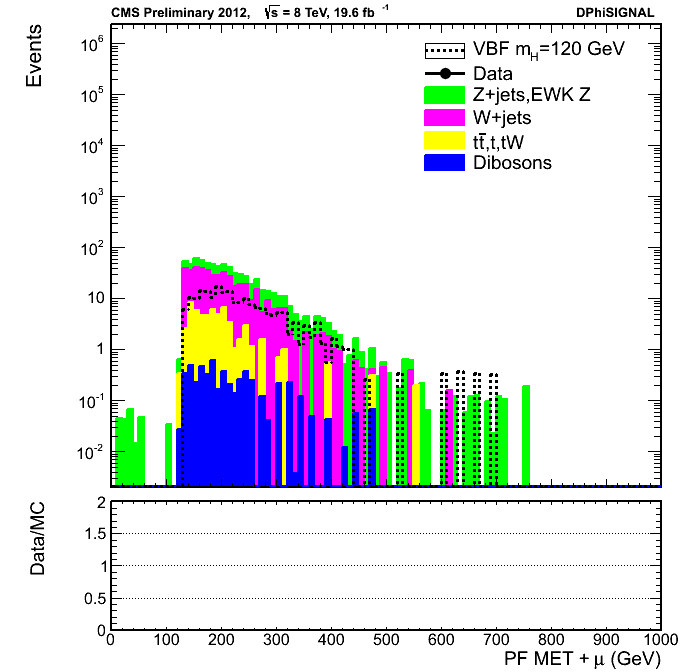 CMS Preliminary 2012, √s = 8 TeV, 19.6 fb⁻¹ DPhiSIGNAL
Events
10⁶
10⁵
10⁴
10³
10²
10
1
10⁻¹
10⁻²
VBF m_H=120 GeV
Data
Z+jets,EWK Z
W+jets
tt̄,t,tW
Dibosons
Data/MC
2
1.5
1
0.5
0
0 100 200 300 400 500 600 700 800 900 1000
PF MET + μ (GeV)